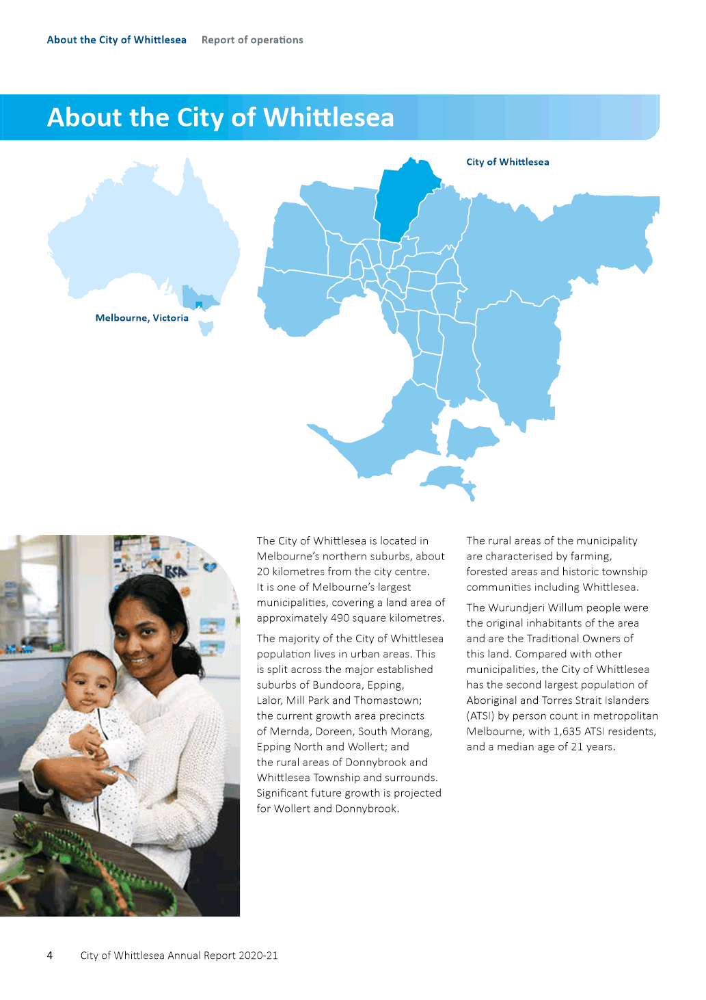 About the City of Whittlesea Report of operations
About the City of Whittlesea
City of Whittlesea
Melbourne, Victoria
The City of Whittlesea is located in
Melbourne’s northern suburbs, about
20 kilometres from the city centre.
It is one of Melbourne’s largest
municipalities, covering a land area of
approximately 490 square kilometres.
The majority of the City of Whittlesea
population lives in urban areas. This
is split across the major established
suburbs of Bundoora, Epping,
Lalor, Mill Park and Thomastown;
the current growth area precincts
of Mernda, Doreen, South Morang,
Epping North and Wollert; and
the rural areas of Donnybrook and
Whittlesea Township and surrounds.
Significant future growth is projected
for Wollert and Donnybrook.
The rural areas of the municipality
are characterised by farming,
forested areas and historic township
communities including Whittlesea.
The Wurundjeri Willum people were
the original inhabitants of the area
and are the Traditional Owners of
this land. Compared with other
municipalities, the City of Whittlesea
has the second largest population of
Aboriginal and Torres Strait Islanders
(ATSI) by person count in metropolitan
Melbourne, with 1,635 ATSI residents,
and a median age of 21 years.
4 City of Whittlesea Annual Report 2020-21